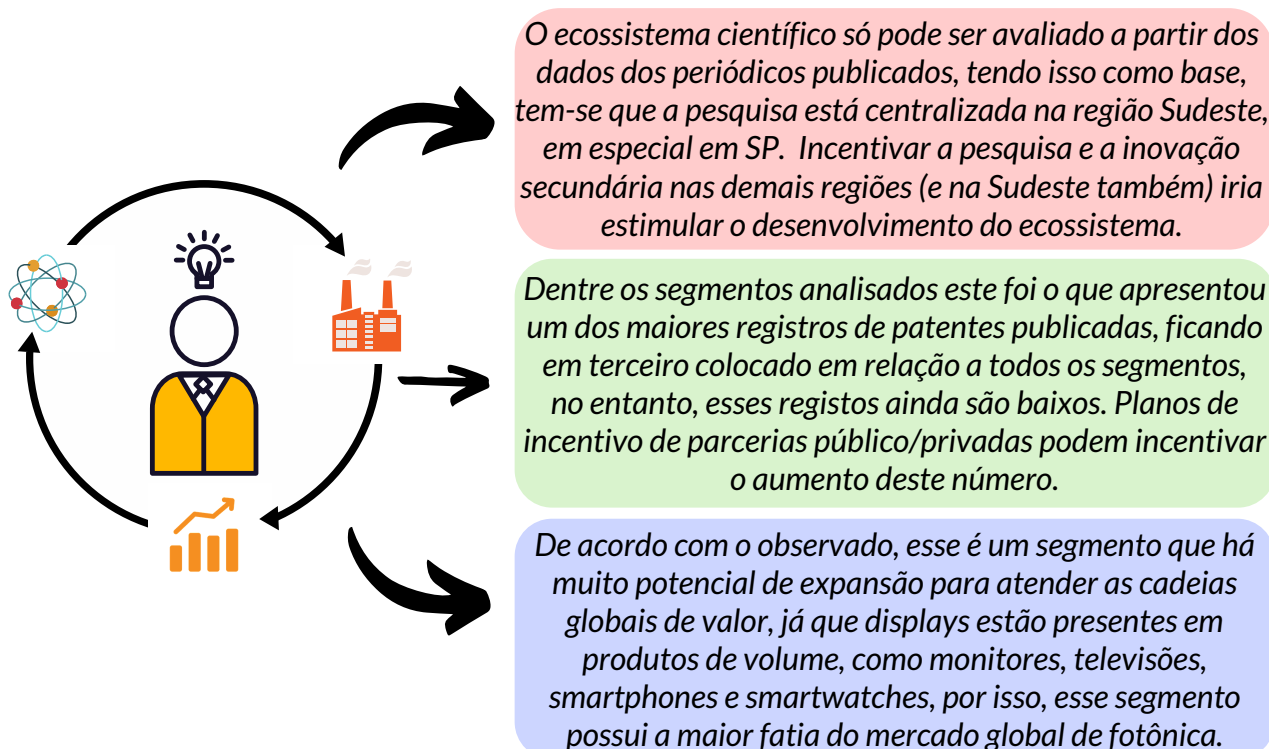 O ecossistema científico só pode ser avaliado a partir dos
dados dos periódicos publicados, tendo isso como base,
tem-se que a pesquisa está centralizada na região Sudeste,
em especial em SP. Incentivar a pesquisa e a inovação
secundária nas demais regiões (e na Sudeste também) iria
estimular o desenvolvimento do ecossistema.
Dentre os segmentos analisados este foi o que apresentou
um dos maiores registros de patentes publicadas, ficando
em terceiro colocado em relação a todos os segmentos,
no entanto, esses registos ainda são baixos. Planos de
incentivo de parcerias público/privadas podem incentivar
o aumento deste número.
De acordo com o observado, esse é um segmento que há
muito potencial de expansão para atender as cadeias
globais de valor, já que displays estão presentes em
produtos de volume, como monitores, televisões,
smartphones e smartwatches, por isso, esse segmento
possui a maior fatia do mercado global de fotônica.